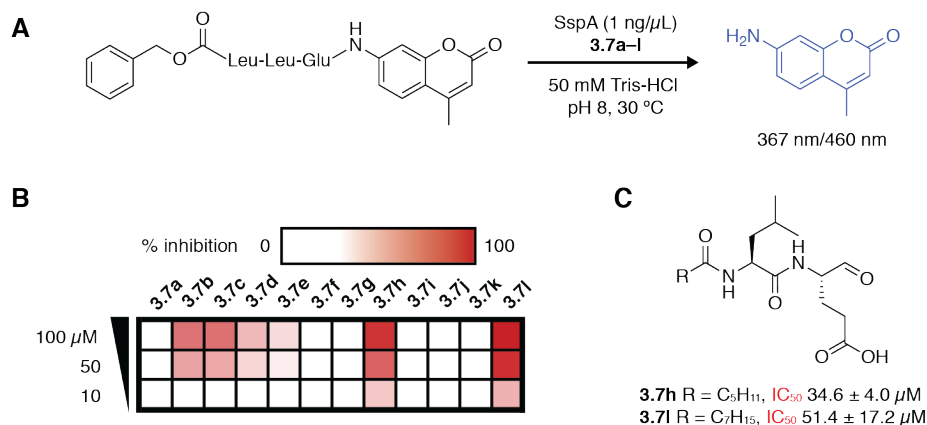 A
O
O
Leu-Leu-Glu
H
N
O
O
SspA (1 ng/µL)
3.7a–l
50 mM Tris-HCl
pH 8, 30 ºC
H₂N
O
O
367 nm/460 nm
B
% inhibition 0 100
3.7a 3.7b 3.7c 3.7d 3.7e 3.7f 3.7g 3.7h 3.7i 3.7j 3.7k 3.7l
100 µM
50
10
C
O
R
N
H
O
H
N
O
O
OH
3.7h R = C₅H₁₁, IC₅₀ 34.6 ± 4.0 µM
3.7l R = C₇H₁₅, IC₅₀ 51.4 ± 17.2 µM